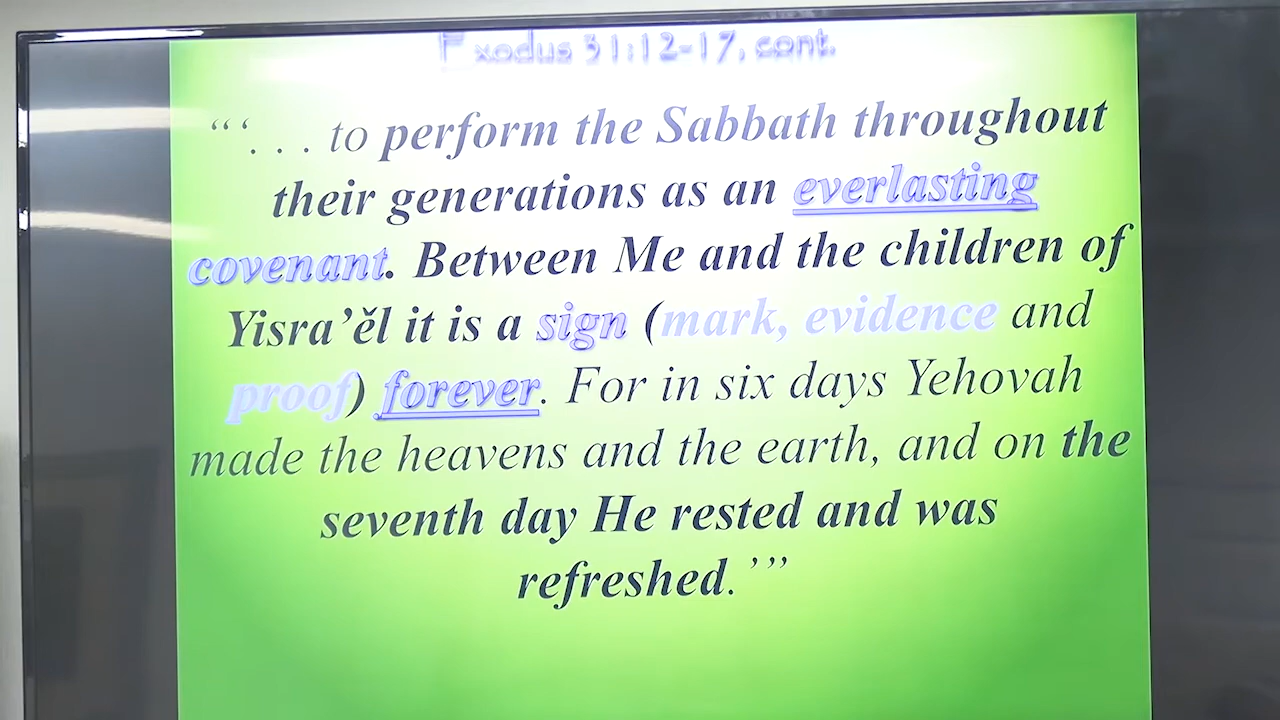 Exodus 31:12-17, cont.
“‘. . . to perform the Sabbath throughout
their generations as an everlasting
covenant. Between Me and the children of
Yisra’ĕl it is a sign (mark, evidence and
proof) forever. For in six days Yehovah
made the heavens and the earth, and on the
seventh day He rested and was
refreshed.’”